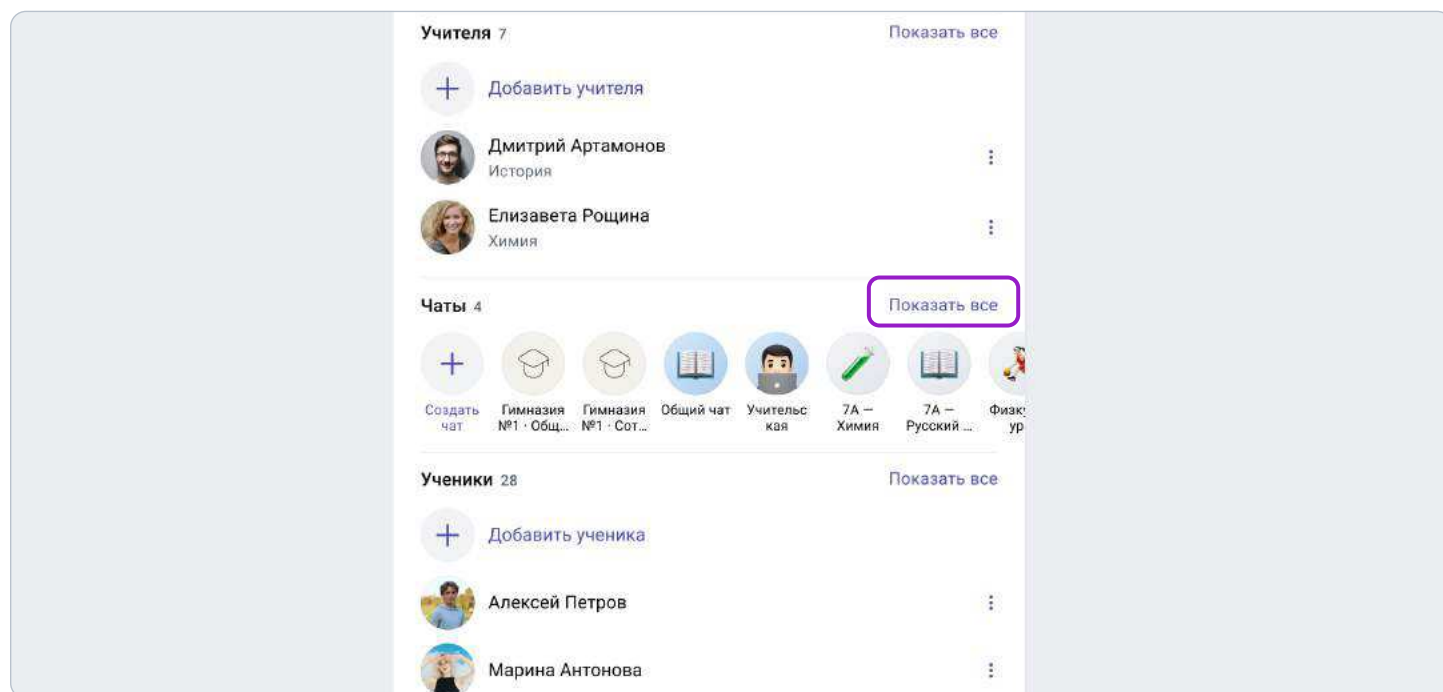 Учителя 7
Показать все
Добавить учителя
Дмитрий Артамонов
История
Елизавета Рощина
Химия
Чаты 4
Показать все
Создать чат
Гимназия №1 · Общ...
Гимназия №1 · Сот...
Общий чат
Учительс
кая
7А —
Химия
7А —
Русский ...
Ученики 28
Показать все
Добавить ученика
Алексей Петров
Марина Антонова